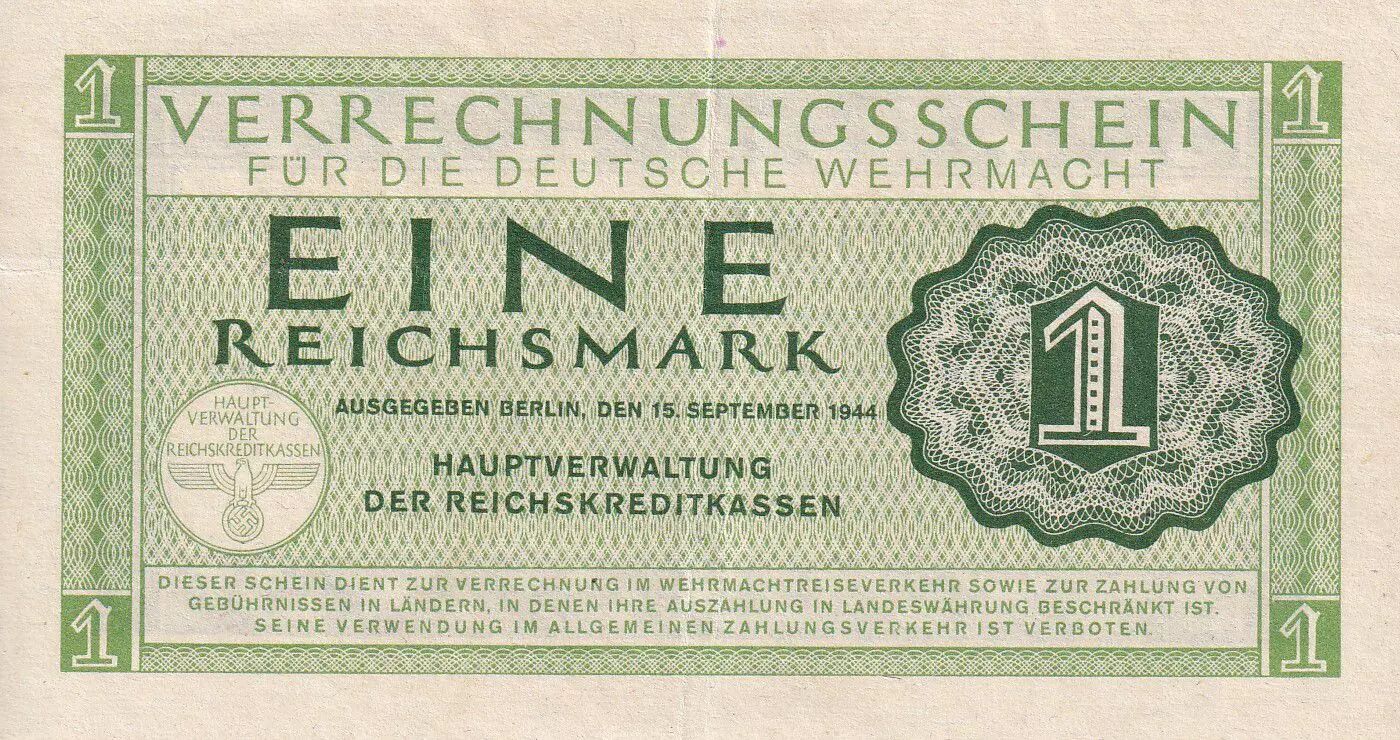 1
1
VERRECHNUNGSSCHEIN
FÜR DIE DEUTSCHE WEHRMACHT
EINE
REICHSMARK
1
AUSGEGEBEN BERLIN, DEN 15. SEPTEMBER 1944
HAUPTVERWALTUNG
DER REICHSKREDITKASSEN
HAUPT-
VERWALTUNG
DER
REICHSKREDITKASSEN
DIESER SCHEIN DIENT ZUR VERRECHNUNG IM WEHRMACHTREISEVERKEHR SOWIE ZUR ZAHLUNG VON
GEBÜHRNISSEN IN LÄNDERN, IN DENEN IHRE AUSZAHLUNG IN LANDESWÄHRUNG BESCHRÄNKT IST.
SEINE VERWENDUNG IM ALLGEMEINEN ZAHLUNGSVERKEHR IST VERBOTEN.
1
1